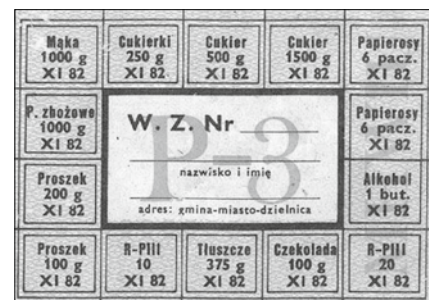 Mąka
1000 g
XI 82
Cukierki
250 g
XI 82
Cukier
500 g
XI 82
Cukier
1500 g
XI 82
Papierosy
6 pacz.
XI 82
P. zbożowe
1000 g
XI 82
W. Z. Nr
P-3
nazwisko i imię
adres: gmina-miasto-dzielnica
Papierosy
6 pacz.
XI 82
Proszek
200 g
XI 82
Alkohol
1 but.
XI 82
Proszek
100 g
XI 82
R-PIII
10
XI 82
Tłuszcze
375 g
XI 82
Czekolada
100 g
XI 82
R-PIII
20
XI 82